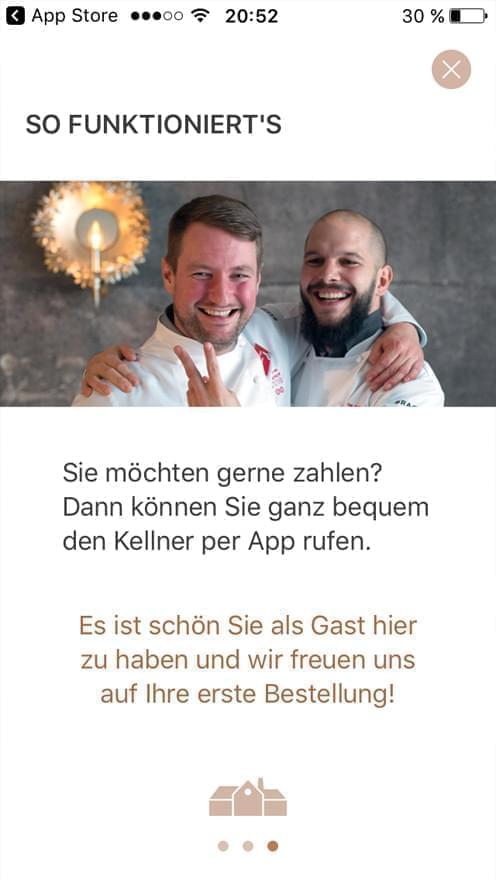 App Store 20:52 30 %
SO FUNKTIONIERT'S
Sie möchten gerne zahlen?
Dann können Sie ganz bequem
den Kellner per App rufen.
Es ist schön Sie als Gast hier
zu haben und wir freuen uns
auf Ihre erste Bestellung!